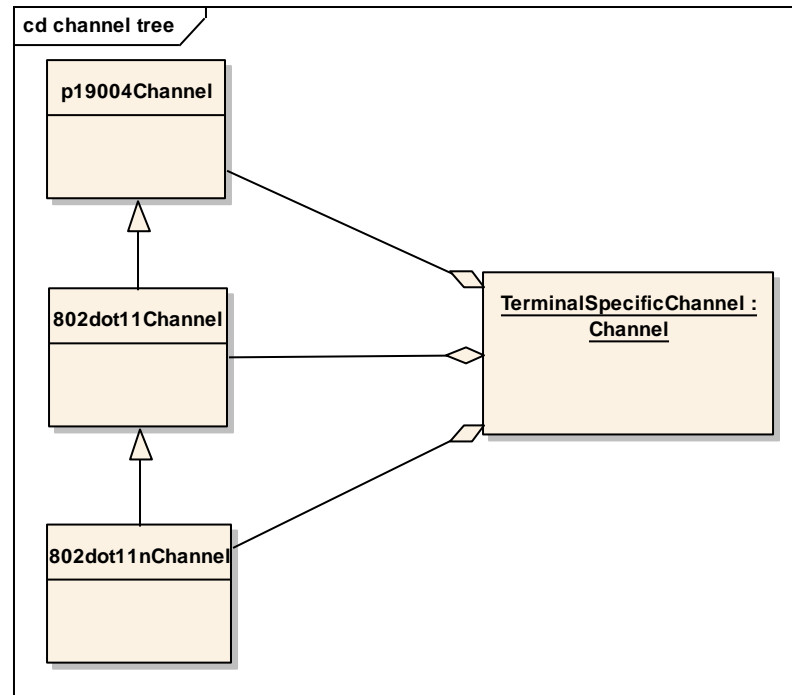 cd channel tree
p19004Channel
802dot11Channel
TerminalSpecificChannel :
Channel
802dot11nChannel